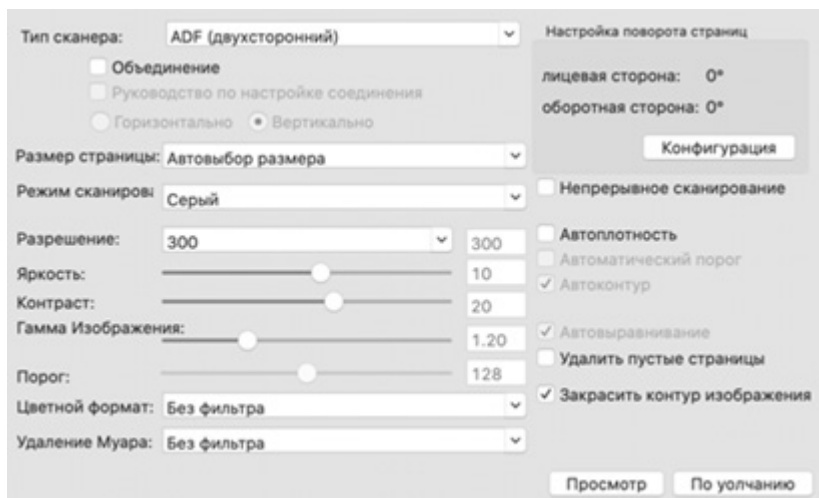 Тип сканера: ADF (двухсторонний)
Объединение
Руководство по настройке соединения
Горизонтально Вертикально
Размер страницы: Автовыбор размера
Режим сканирова Серый
Разрешение: 300 300
Яркость: 10
Контраст: 20
Гамма Изображения: 1.20
Порог: 128
Цветной формат: Без фильтра
Удаление Муара: Без фильтра
Настройка поворота страниц
лицевая сторона: 0°
оборотная сторона: 0°
Конфигурация
Непрерывное сканирование
Автоплотность
Автоматический порог
Автоконтур
Автовыравнивание
Удалить пустые страницы
Закрасить контур изображения
Просмотр По уолчанию